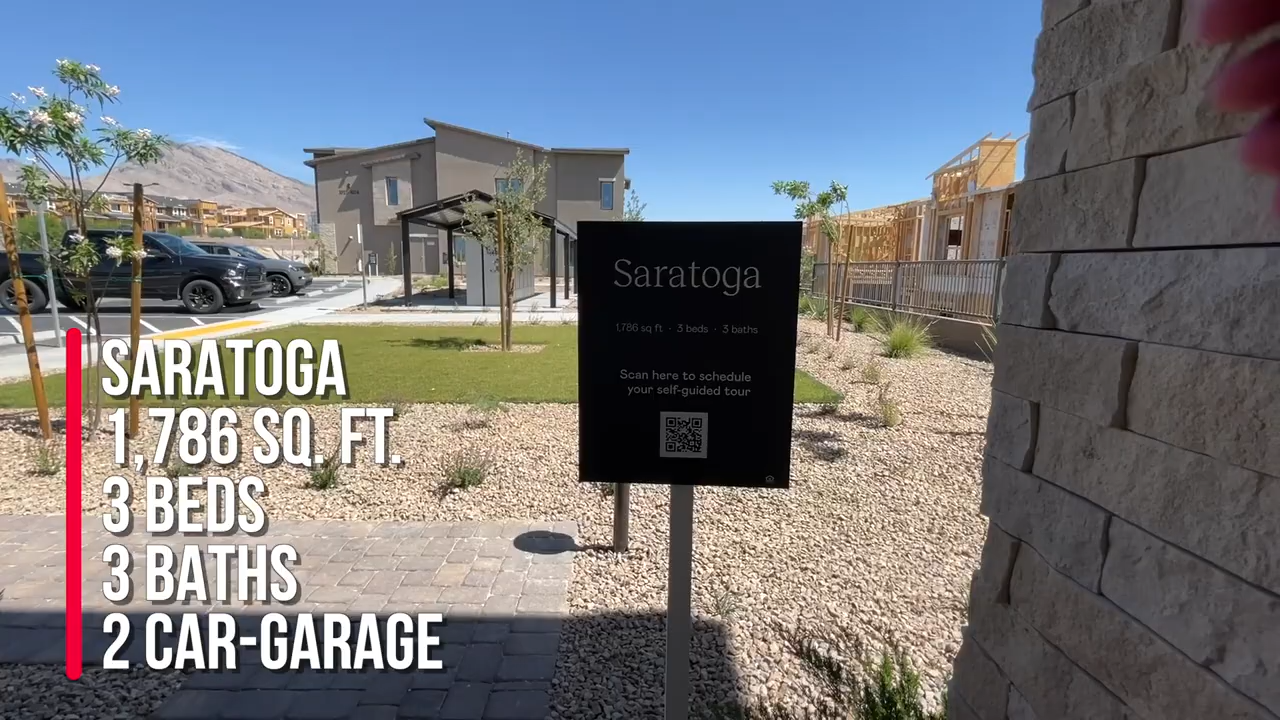 Saratoga
1,786 sq ft · 3 beds · 3 baths
Scan here to schedule
your self-guided tour
SARATOGA
1,786 SQ. FT.
3 BEDS
3 BATHS
2 CAR-GARAGE